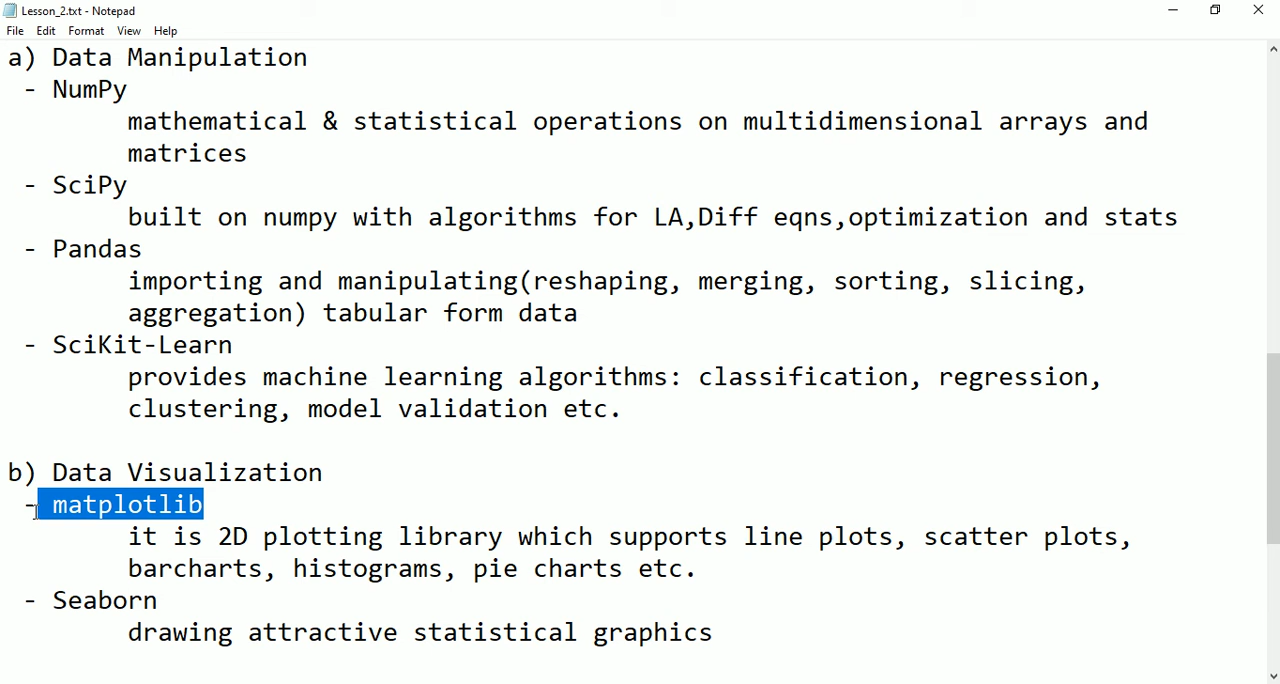 Lesson_2.txt - Notepad
File Edit Format View Help
a) Data Manipulation
- NumPy
mathematical & statistical operations on multidimensional arrays and
matrices
- SciPy
built on numpy with algorithms for LA,Diff eqns,optimization and stats
- Pandas
importing and manipulating(reshaping, merging, sorting, slicing,
aggregation) tabular form data
- SciKit-Learn
provides machine learning algorithms: classification, regression,
clustering, model validation etc.
b) Data Visualization
- matplotlib
it is 2D plotting library which supports line plots, scatter plots,
barcharts, histograms, pie charts etc.
- Seaborn
drawing attractive statistical graphics